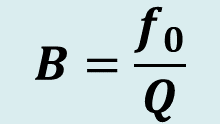 B = f₀ / Q